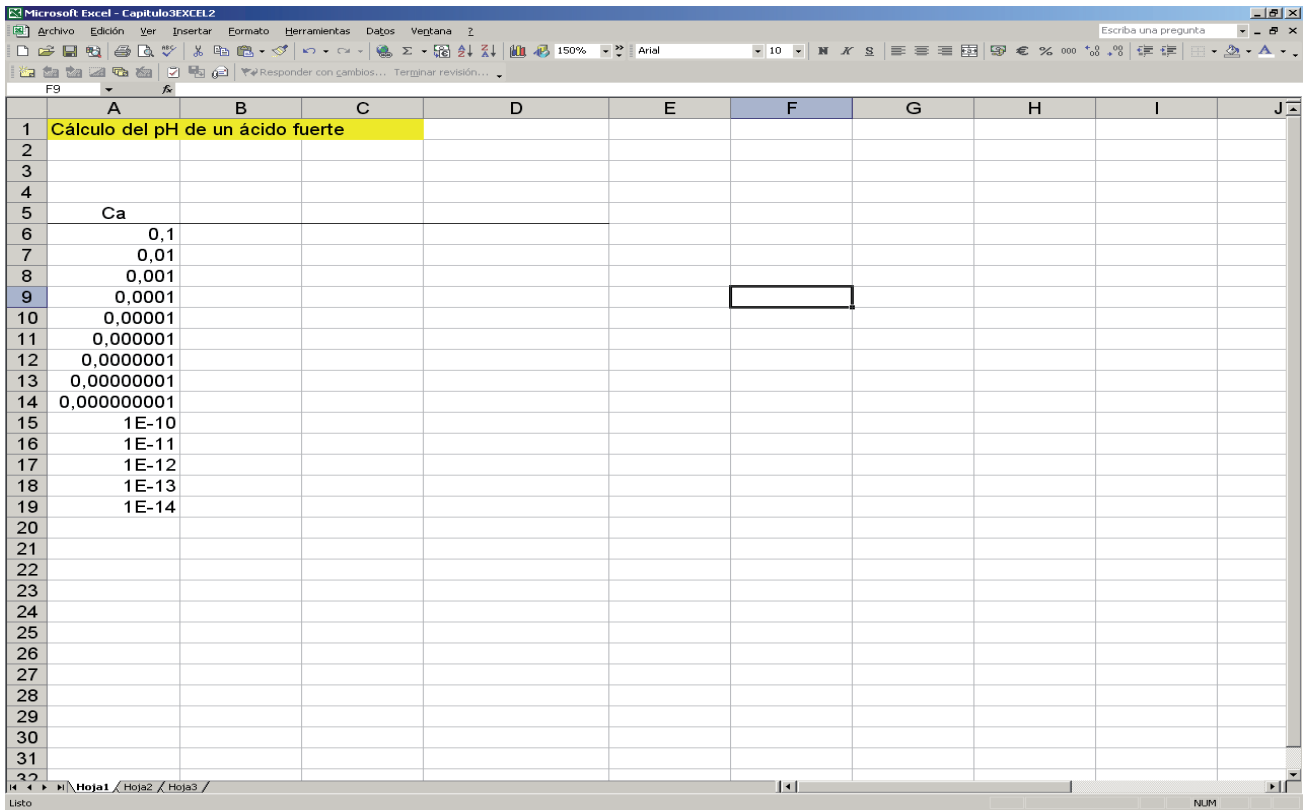 Microsoft Excel - Capitulo3EXCEL2
Archivo Edición Ver Insertar Formato Herramientas Datos Ventana ? Escriba una pregunta
150% Arial 10 N K S € % 000
Responder con cambios... Terminar revisión...
F9 fx
A B C D E F G H I J
1 Cálculo del pH de un ácido fuerte
2
3
4
5 Ca
6 0,1
7 0,01
8 0,001
9 0,0001
10 0,00001
11 0,000001
12 0,0000001
13 0,00000001
14 0,000000001
15 1E-10
16 1E-11
17 1E-12
18 1E-13
19 1E-14
20
21
22
23
24
25
26
27
28
29
30
31
32
Hoja1 Hoja2 Hoja3
Listo NUM